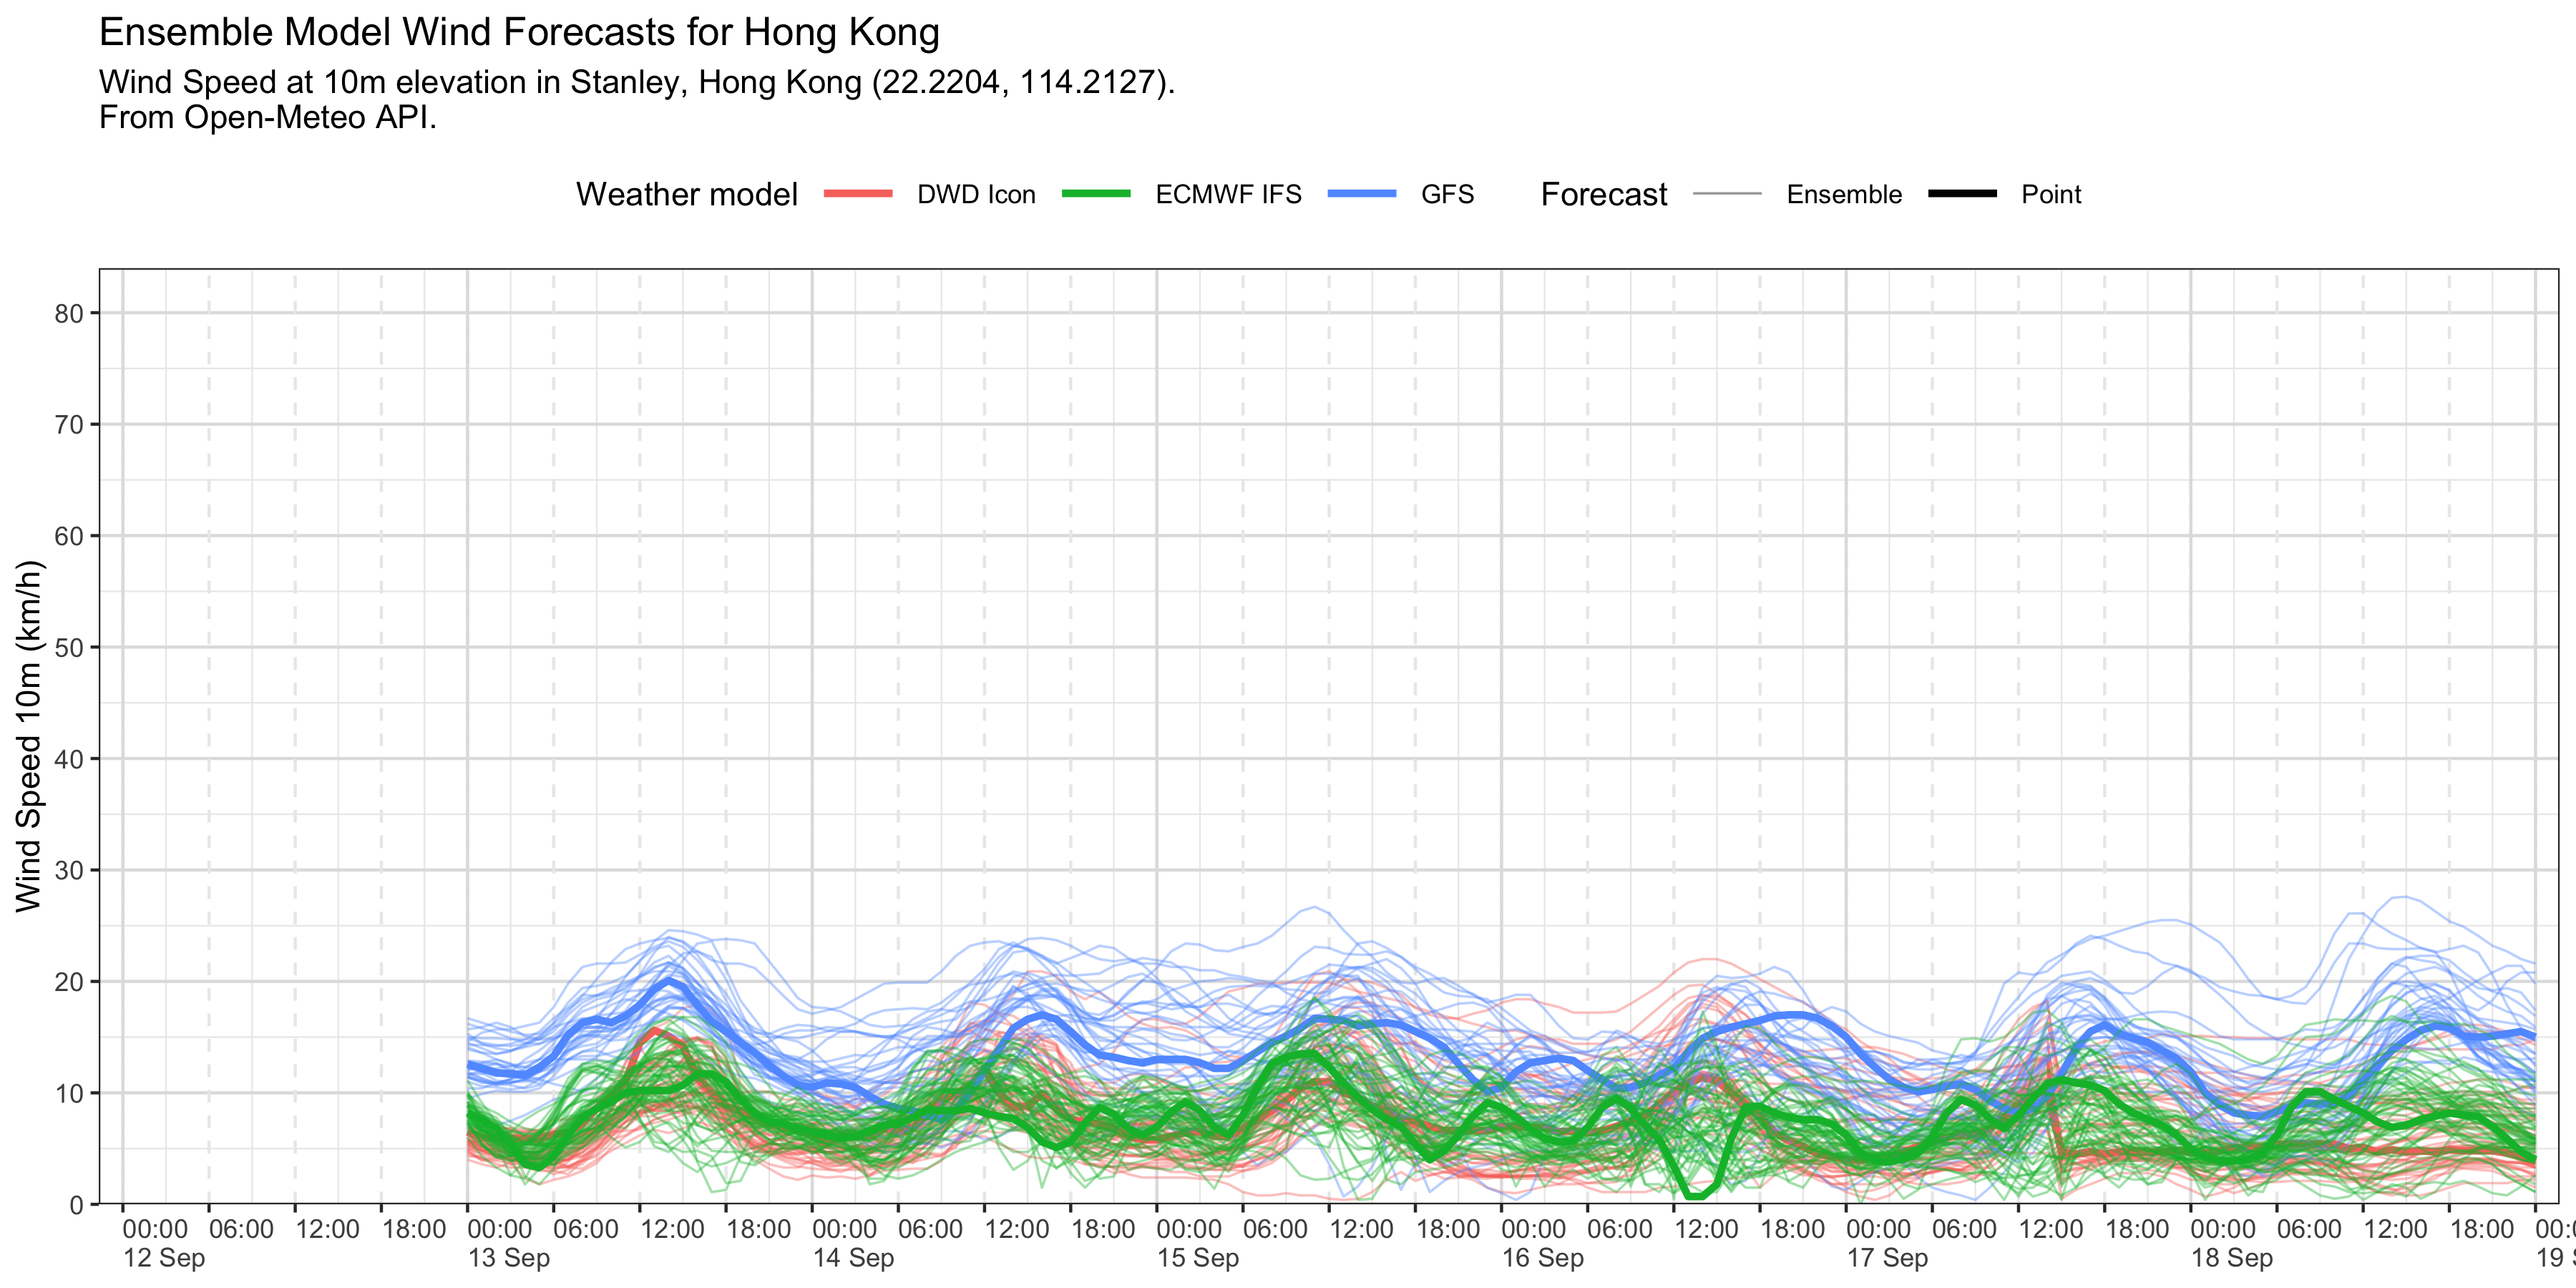 Ensemble Model Wind Forecasts for Hong Kong
Wind Speed at 10m elevation in Stanley, Hong Kong (22.2204, 114.2127).
From Open-Meteo API.
Weather model DWD Icon ECMWF IFS GFS Forecast Ensemble Point
Wind Speed 10m (km/h)
80
70
60
50
40
30
20
10
0
00:00 06:00 12:00 18:00 00:00 06:00 12:00 18:00 00:00 06:00 12:00 18:00 00:00 06:00 12:00 18:00 00:00 06:00 12:00 18:00 00:00 06:00 12:00 18:00 00:00 06:00 12:00 18:00
12 Sep 13 Sep 14 Sep 15 Sep 16 Sep 17 Sep 18 Sep